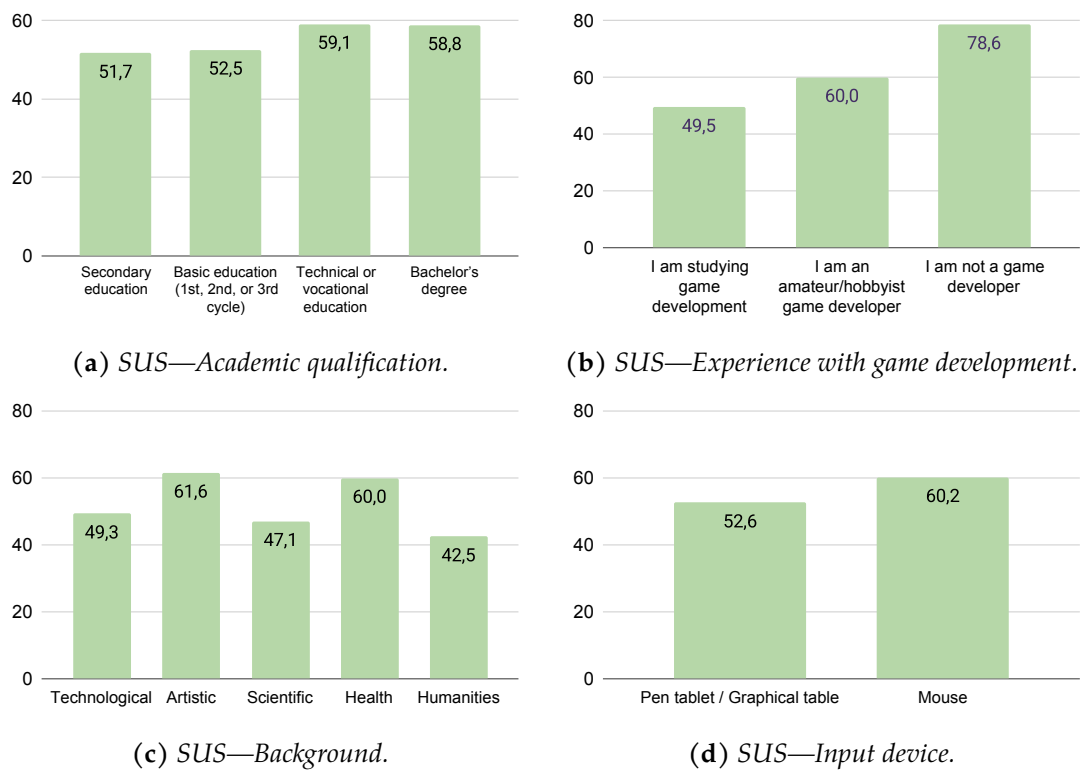 60
40
20
0
51,7
52,5
59,1
58,8
Secondary
education
Basic education
(1st, 2nd, or 3rd
cycle)
Technical or
vocational
education
Bachelor's
degree
(a) SUS—Academic qualification.
80
60
40
20
0
49,5
60,0
78,6
I am studying
game
development
I am an
amateur/hobbyist
game developer
I am not a game
developer
(b) SUS—Experience with game development.
80
60
40
20
0
49,3
61,6
47,1
60,0
42,5
Technological
Artistic
Scientific
Health
Humanities
(c) SUS—Background.
80
60
40
20
0
52,6
60,2
Pen tablet / Graphical table
Mouse
(d) SUS—Input device.